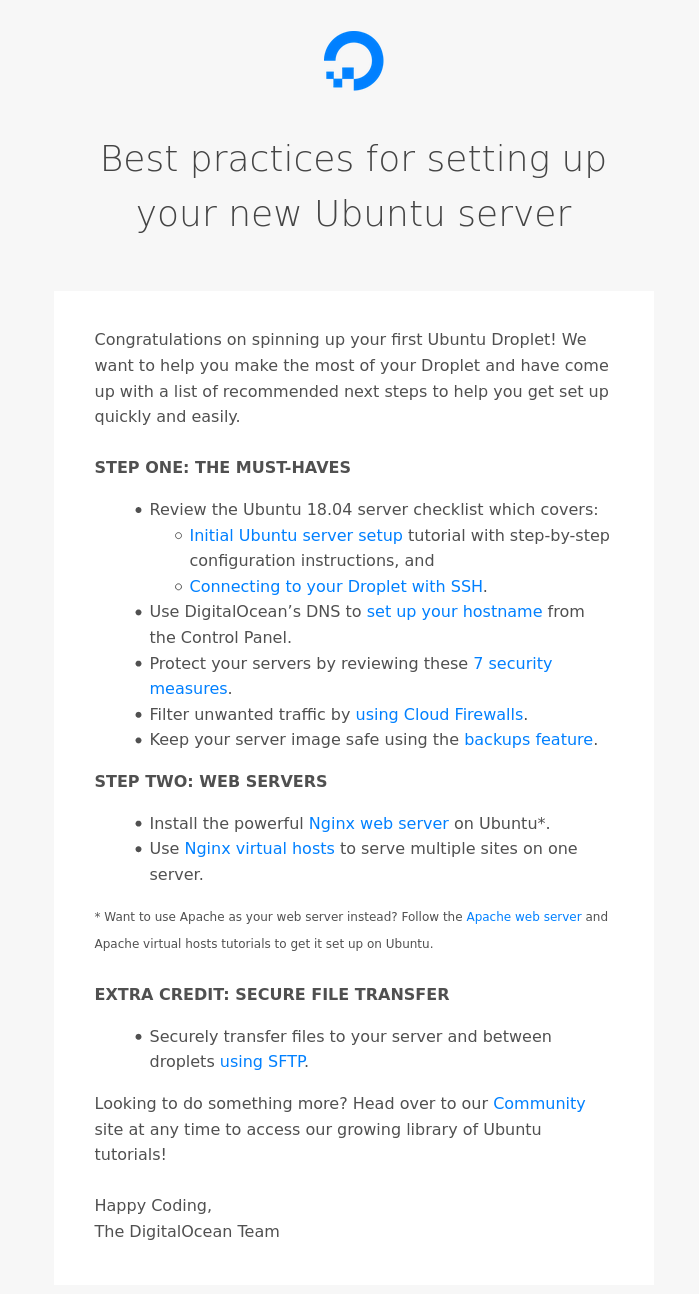 Best practices for setting up
your new Ubuntu server
Congratulations on spinning up your first Ubuntu Droplet! We
want to help you make the most of your Droplet and have come
up with a list of recommended next steps to help you get set up
quickly and easily.
STEP ONE: THE MUST-HAVES
• Review the Ubuntu 18.04 server checklist which covers:
◦ Initial Ubuntu server setup tutorial with step-by-step
configuration instructions, and
◦ Connecting to your Droplet with SSH.
• Use DigitalOcean’s DNS to set up your hostname from
the Control Panel.
• Protect your servers by reviewing these 7 security
measures.
• Filter unwanted traffic by using Cloud Firewalls.
• Keep your server image safe using the backups feature.
STEP TWO: WEB SERVERS
• Install the powerful Nginx web server on Ubuntu*.
• Use Nginx virtual hosts to serve multiple sites on one
server.
* Want to use Apache as your web server instead? Follow the Apache web server and
Apache virtual hosts tutorials to get it set up on Ubuntu.
EXTRA CREDIT: SECURE FILE TRANSFER
• Securely transfer files to your server and between
droplets using SFTP.
Looking to do something more? Head over to our Community
site at any time to access our growing library of Ubuntu
tutorials!
Happy Coding,
The DigitalOcean Team